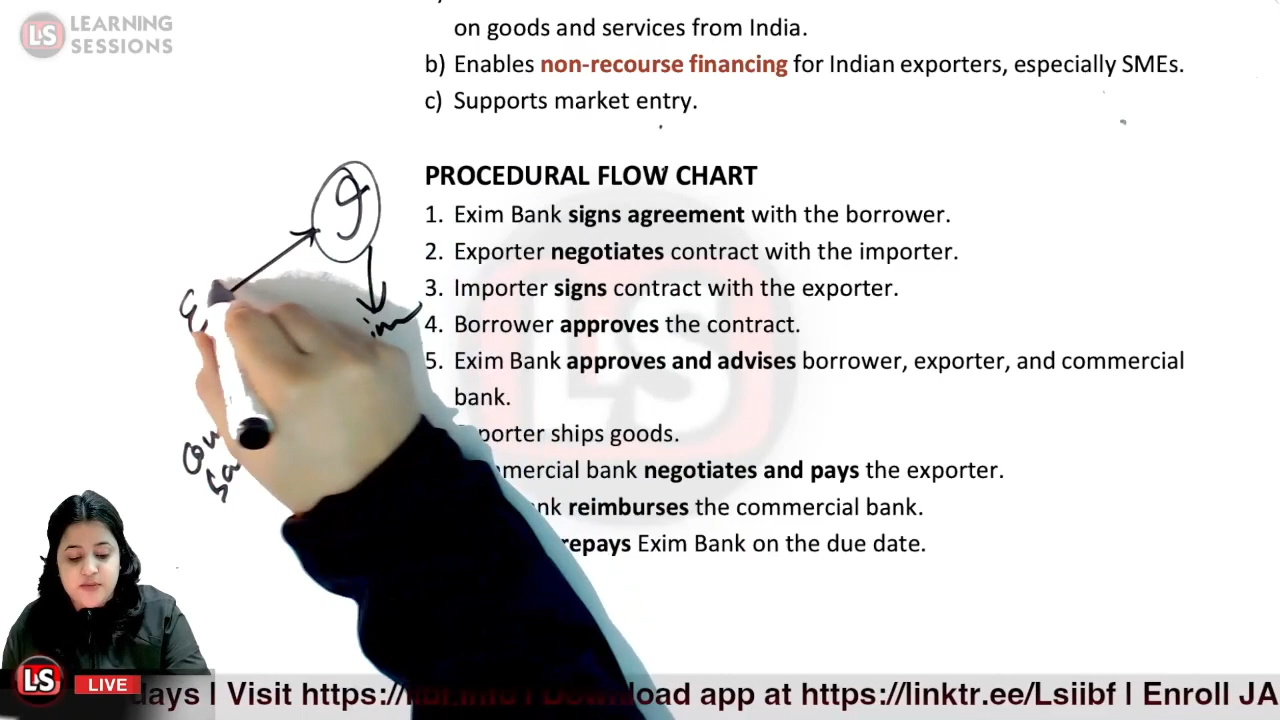 LS LEARNING
SESSIONS
on goods and services from India.
b) Enables non-recourse financing for Indian exporters, especially SMEs.
c) Supports market entry.
PROCEDURAL FLOW CHART
1. Exim Bank signs agreement with the borrower.
2. Exporter negotiates contract with the importer.
3. Importer signs contract with the exporter.
4. Borrower approves the contract.
5. Exim Bank approves and advises borrower, exporter, and commercial
bank.
porter ships goods.
mmercial bank negotiates and pays the exporter.
nk reimburses the commercial bank.
repays Exim Bank on the due date.
LS
LS LIVE
days | Visit https:// Download app at https://linktr.ee/Lsiibf | Enroll JA